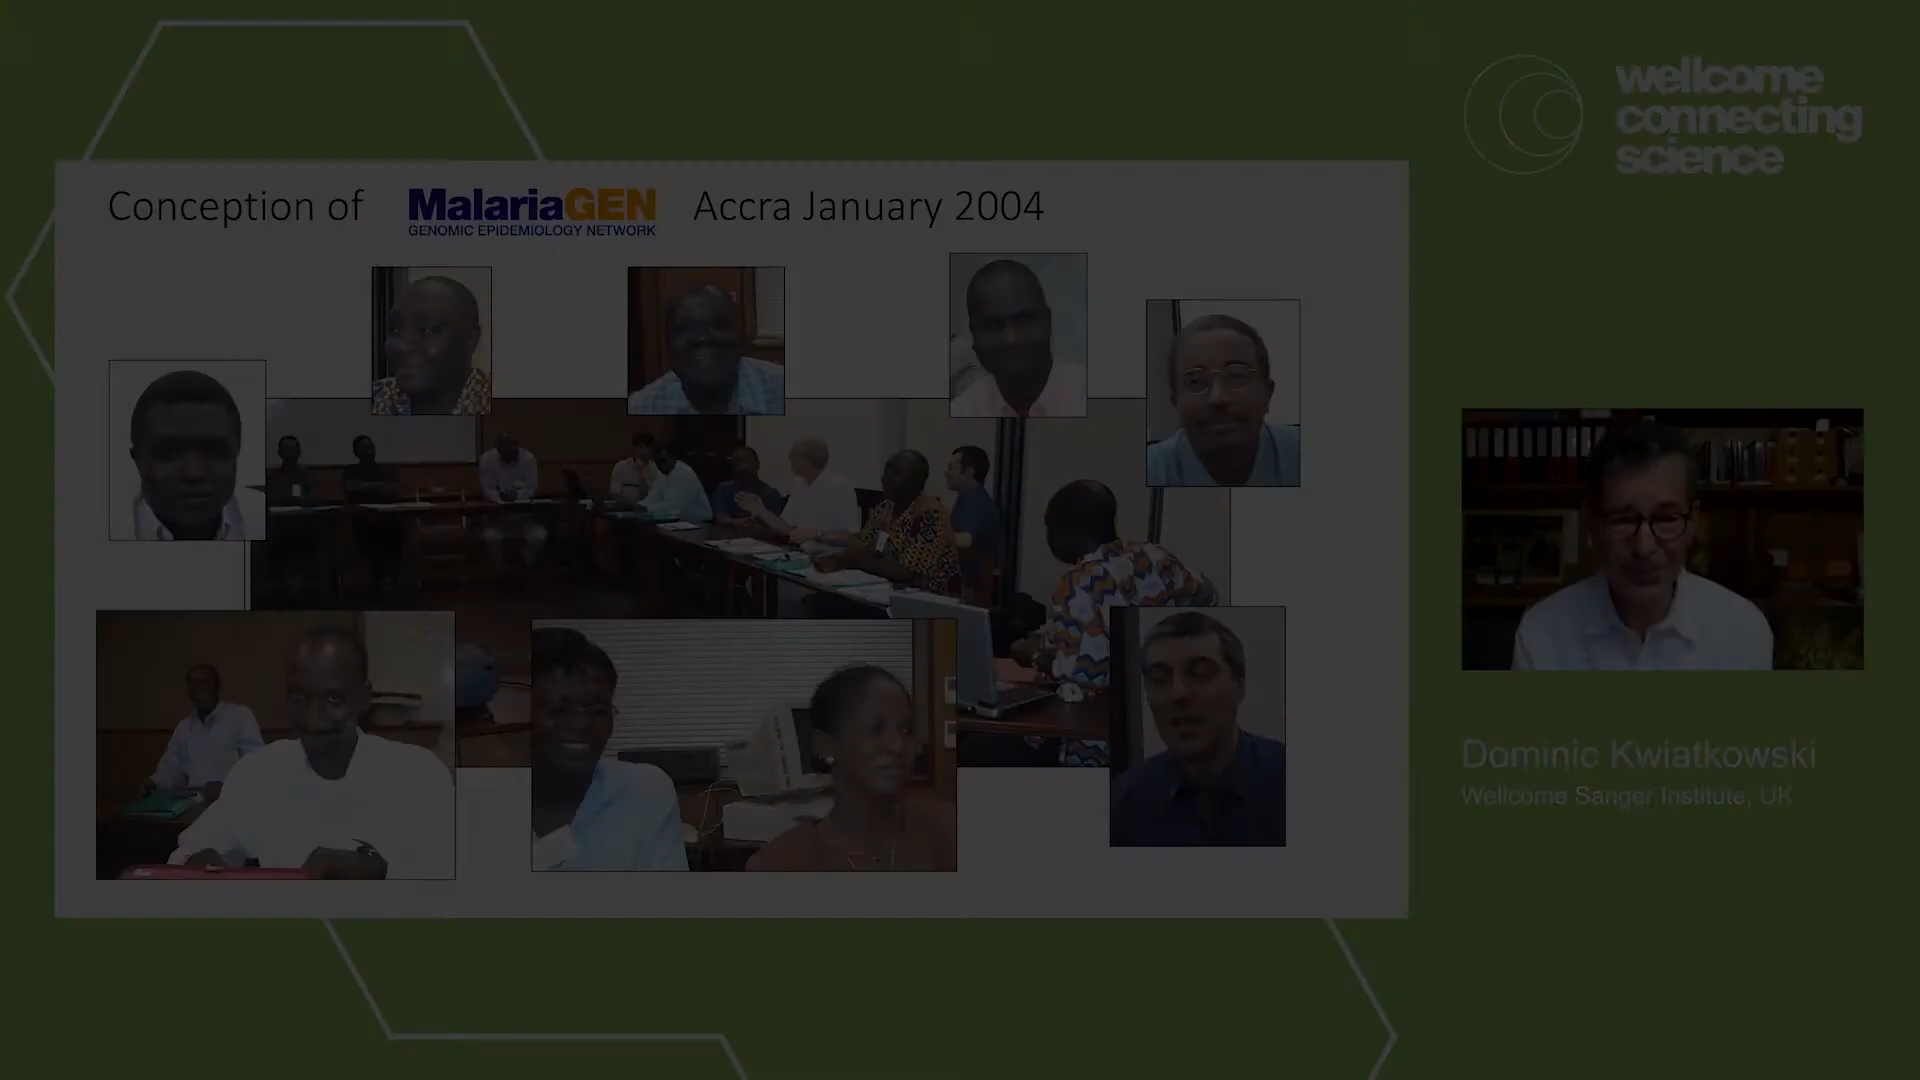 wellcome
connecting
science
Conception of MalariaGEN Accra January 2004
GENOMIC EPIDEMIOLOGY NETWORK
Dominic Kwiatkowski
Wellcome Sanger Institute, UK